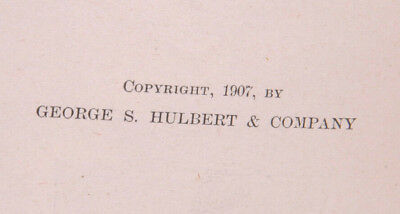 Copyright, 1907, by
GEORGE S. HULBERT & COMPANY